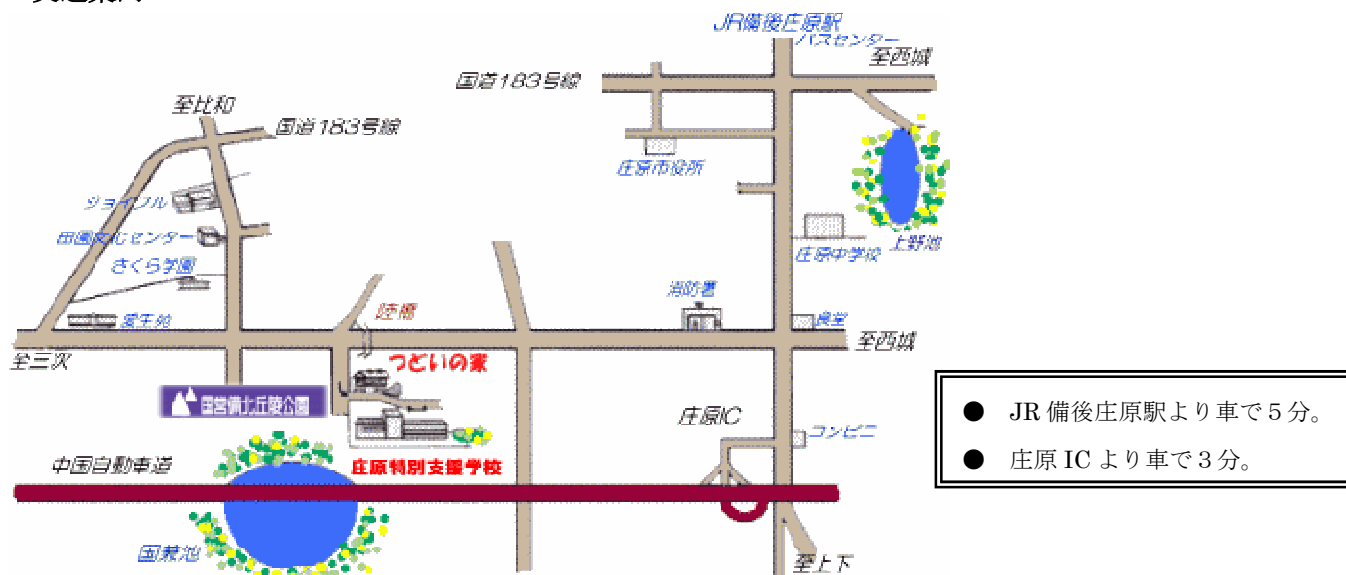 JR備後庄原駅
バスセンター
至西城
国道183号線
至比和
国道183号線
庄原市役所
ジョイフル
田園文化センター
さくら学園
上野池
庄原中学校
消防署
陸橋
愛生苑
食堂
至三次
至西城
つどいの家
国営備北丘陵公園
庄原IC
コンビニ
中国自動車道
庄原特別支援学校
国兼池
至上下
● JR備後庄原駅より車で5分。
● 庄原ICより車で3分。